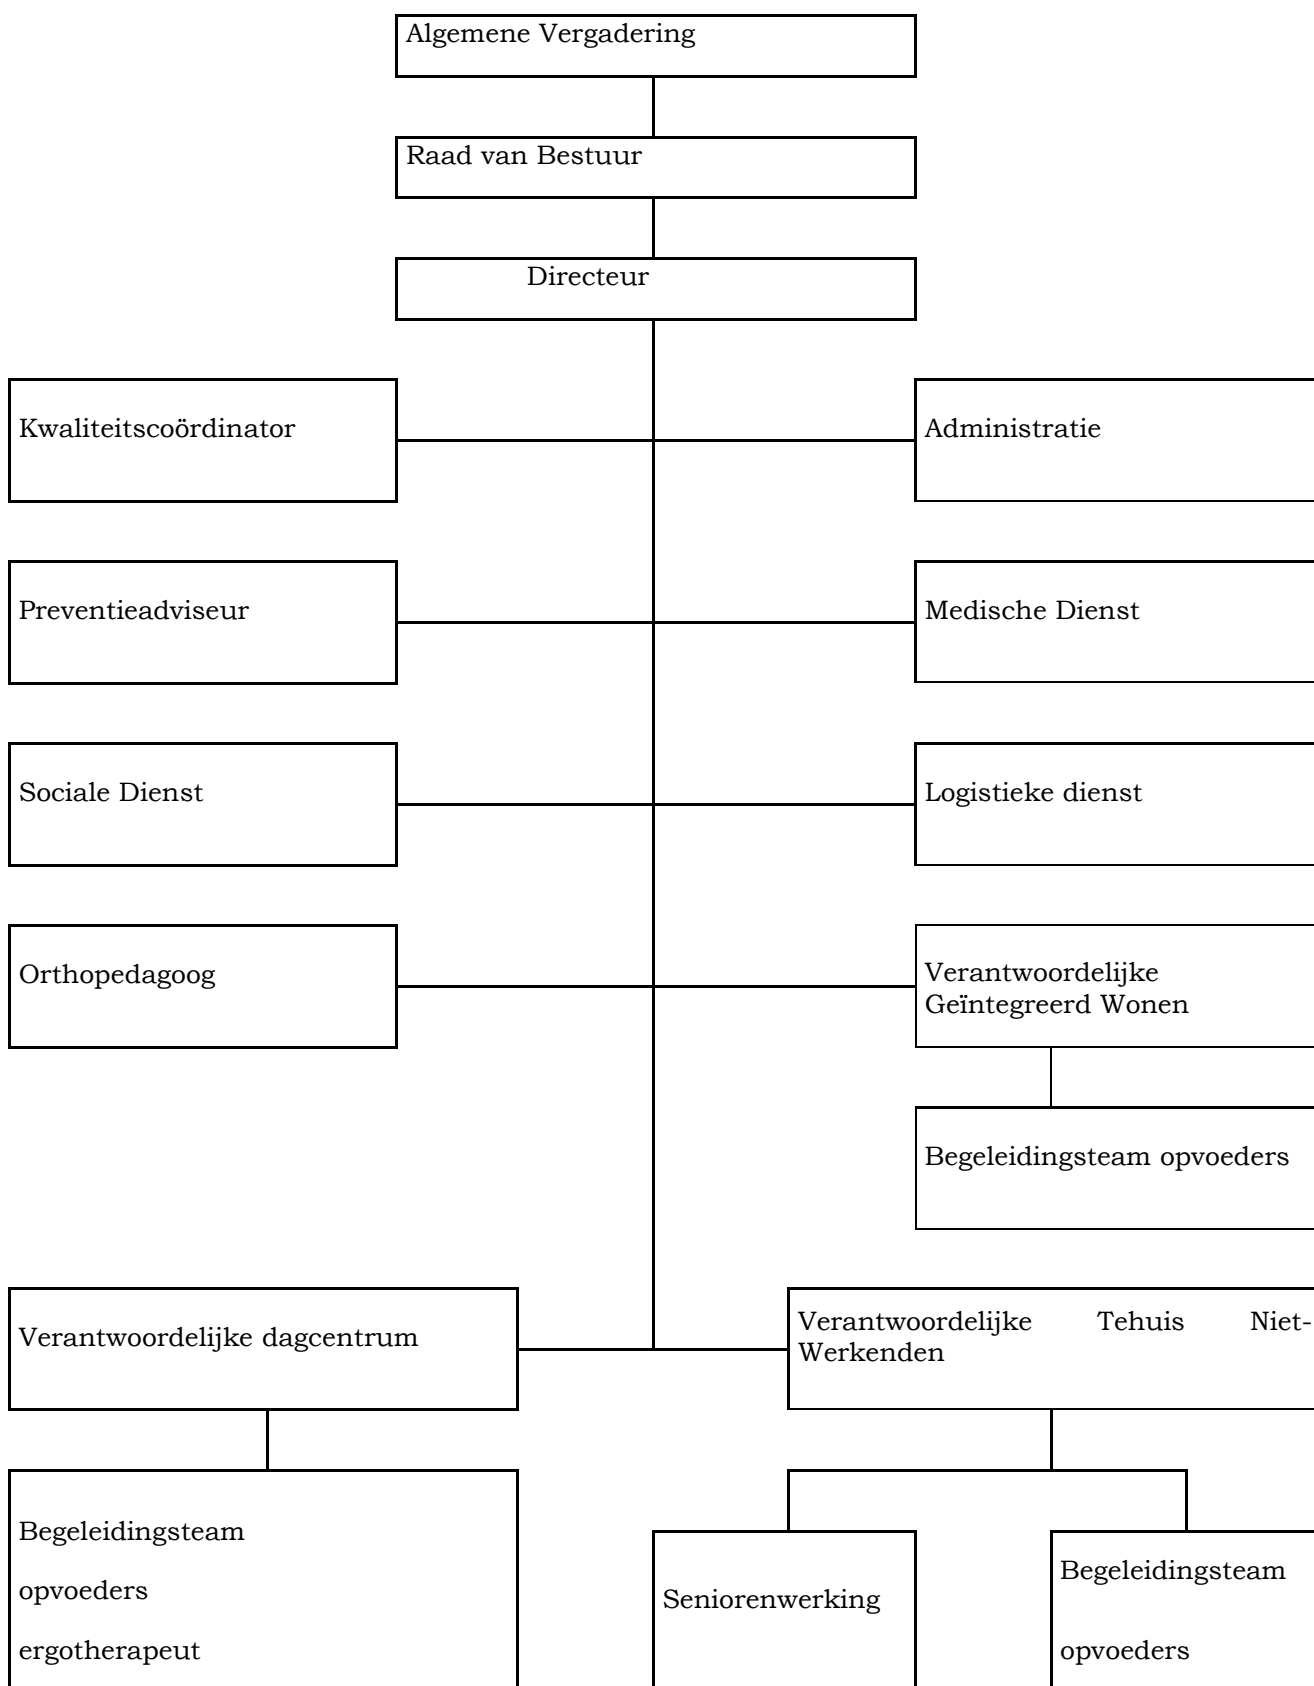 Algemene Vergadering
Raad van Bestuur
Directeur
Kwaliteitscoördinator
Administratie
Preventieadviseur
Medische Dienst
Sociale Dienst
Logistieke dienst
Orthopedagoog
Verantwoordelijke
Geïntegreerd Wonen
Begeleidingsteam opvoeders
Verantwoordelijke dagcentrum
Verantwoordelijke Tehuis Niet-
Werkenden
Begeleidingsteam
opvoeders
ergotherapeut
Seniorenwerking
Begeleidingsteam
opvoeders